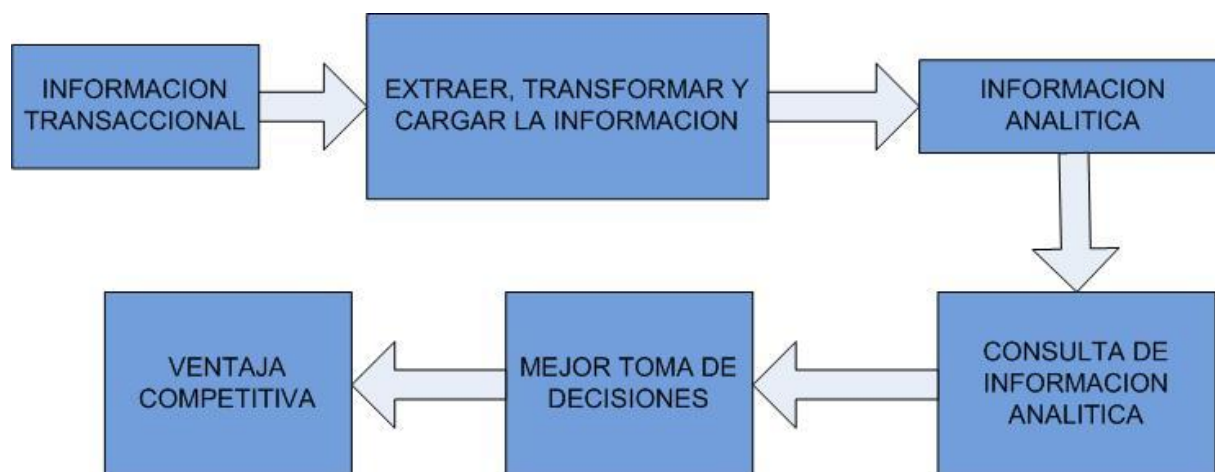 INFORMACION
TRANSACCIONAL
EXTRAER, TRANSFORMAR Y
CARGAR LA INFORMACION
INFORMACION
ANALITICA
CONSULTA DE
INFORMACION
ANALITICA
MEJOR TOMA DE
DECISIONES
VENTAJA
COMPETITIVA